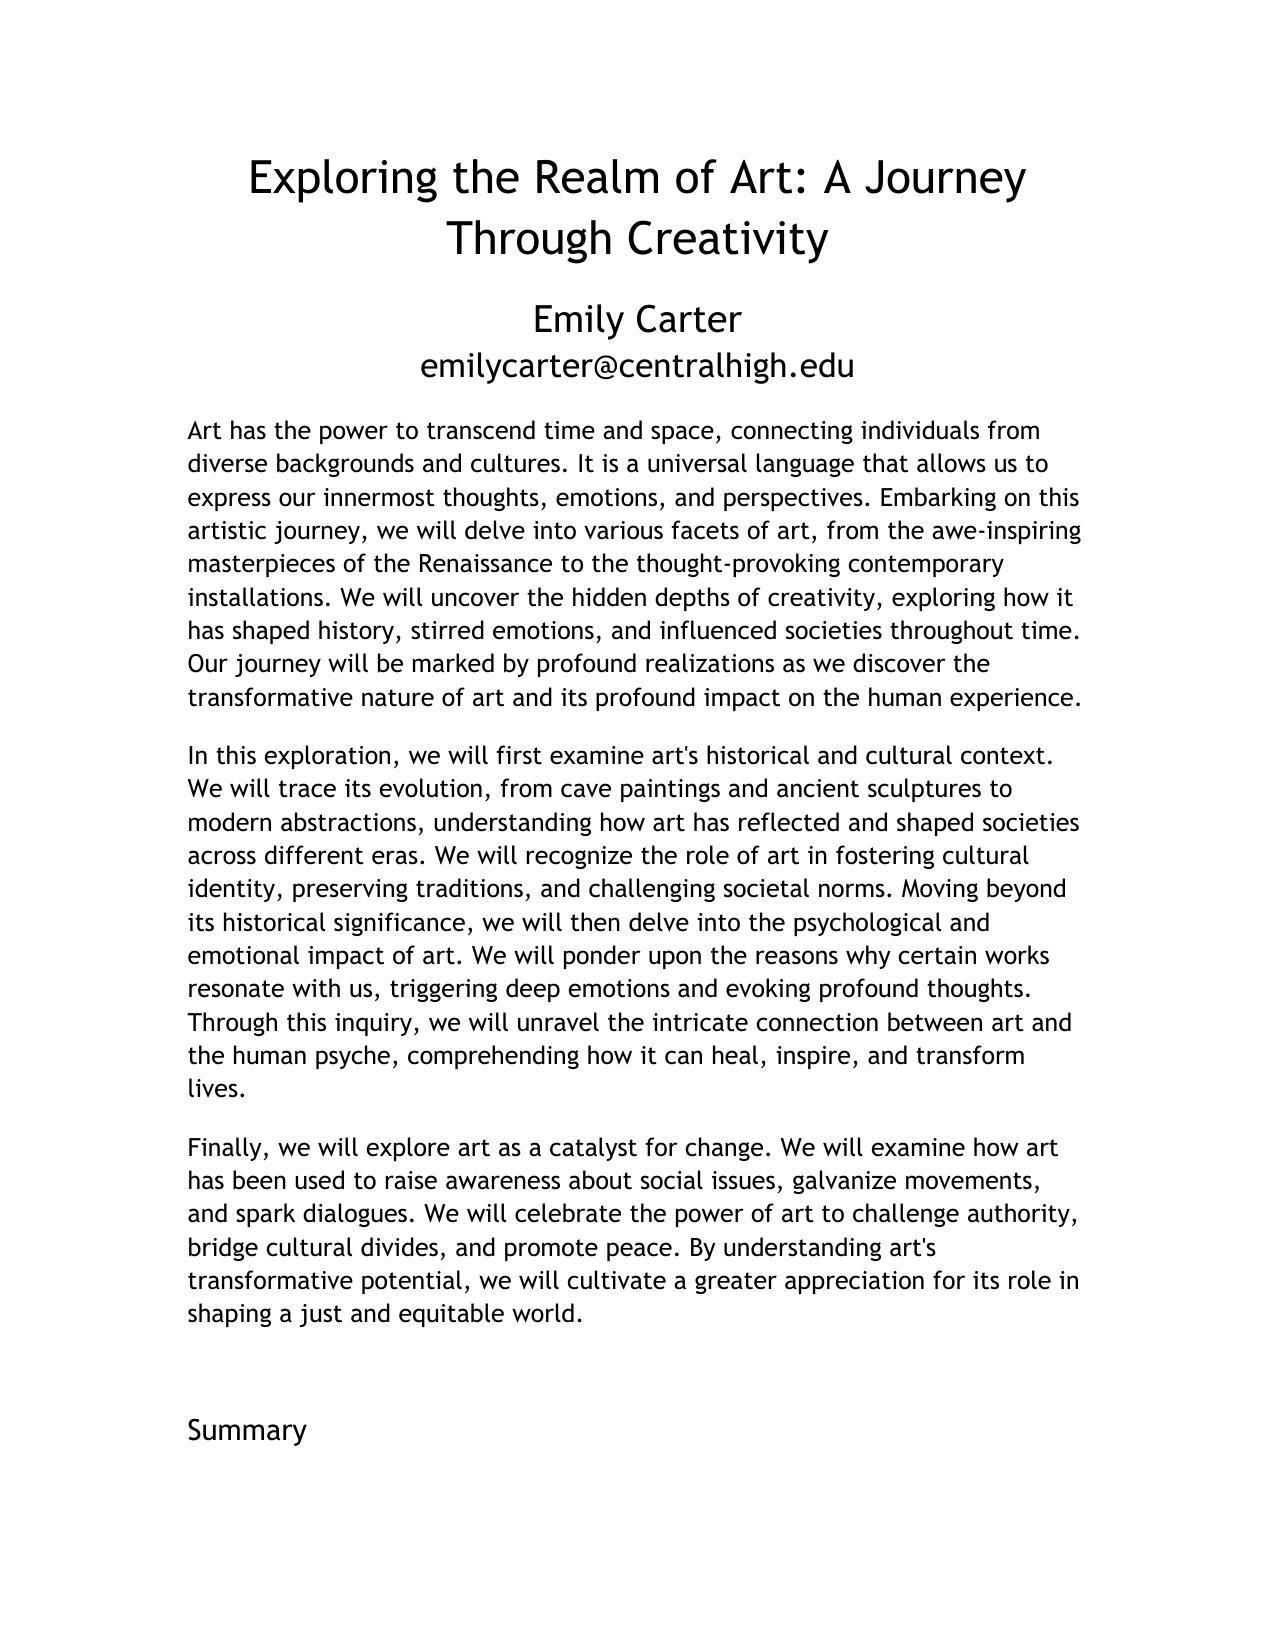 Exploring the Realm of Art: A Journey
Through Creativity
Emily Carter
emilycarter@centralhigh.edu
Art has the power to transcend time and space, connecting individuals from
diverse backgrounds and cultures. It is a universal language that allows us to
express our innermost thoughts, emotions, and perspectives. Embarking on this
artistic journey, we will delve into various facets of art, from the awe-inspiring
masterpieces of the Renaissance to the thought-provoking contemporary
installations. We will uncover the hidden depths of creativity, exploring how it
has shaped history, stirred emotions, and influenced societies throughout time.
Our journey will be marked by profound realizations as we discover the
transformative nature of art and its profound impact on the human experience.
In this exploration, we will first examine art's historical and cultural context.
We will trace its evolution, from cave paintings and ancient sculptures to
modern abstractions, understanding how art has reflected and shaped societies
across different eras. We will recognize the role of art in fostering cultural
identity, preserving traditions, and challenging societal norms. Moving beyond
its historical significance, we will then delve into the psychological and
emotional impact of art. We will ponder upon the reasons why certain works
resonate with us, triggering deep emotions and evoking profound thoughts.
Through this inquiry, we will unravel the intricate connection between art and
the human psyche, comprehending how it can heal, inspire, and transform
lives.
Finally, we will explore art as a catalyst for change. We will examine how art
has been used to raise awareness about social issues, galvanize movements,
and spark dialogues. We will celebrate the power of art to challenge authority,
bridge cultural divides, and promote peace. By understanding art's
transformative potential, we will cultivate a greater appreciation for its role in
shaping a just and equitable world.
Summary